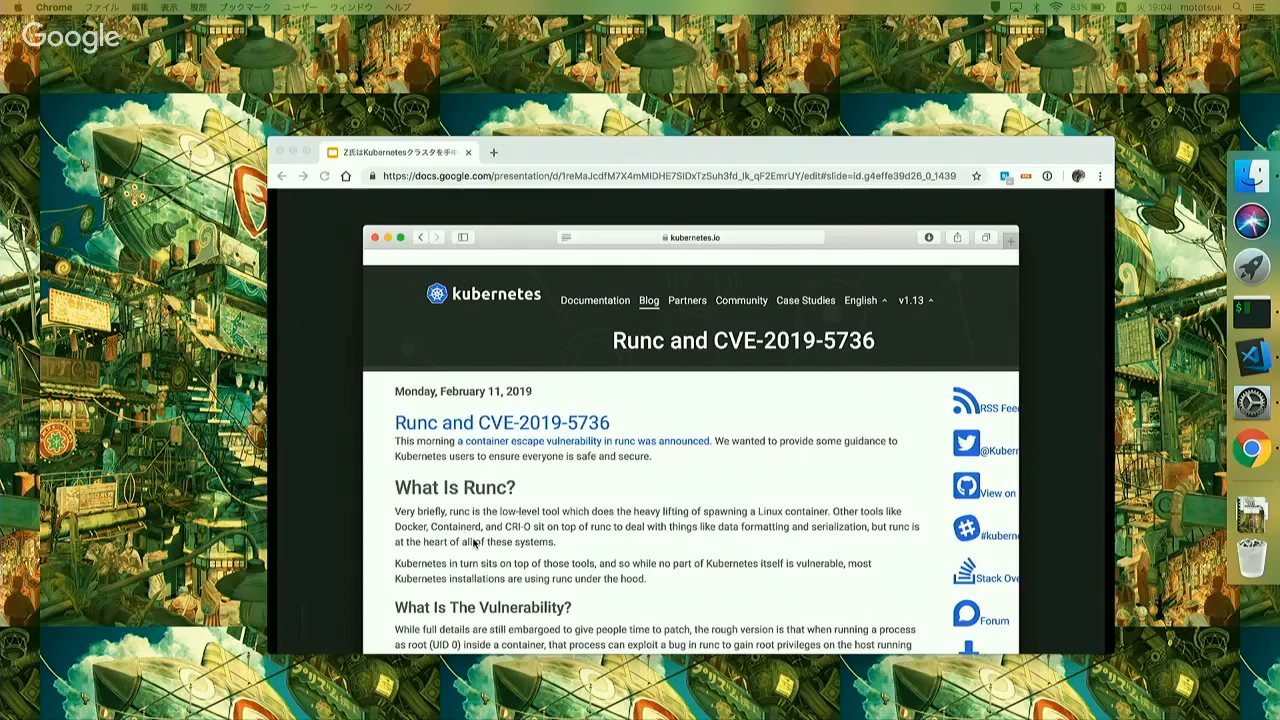 Chrome ファイル 編集 表示 履歴 ブックマーク ユーザー ウィンドウ ヘルプ
83% A 火 19:04 mototsuk
Google
Z氏はKubernetesクラスタを手中
https://docs.google.com/presentation/d/1reMaJcdfM7X4mMIDHE7SIDxTzSuh3fd_Ik_qF2EmrUY/edit#slide=id.g4effe39d26_0_1439
kubernetes.io
kubernetes
Documentation Blog Partners Community Case Studies English v1.13
Runc and CVE-2019-5736
Monday, February 11, 2019
Runc and CVE-2019-5736
This morning a container escape vulnerability in runc was announced. We wanted to provide some guidance to
Kubernetes users to ensure everyone is safe and secure.
What Is Runc?
Very briefly, runc is the low-level tool which does the heavy lifting of spawning a Linux container. Other tools like
Docker, Containerd, and CRI-O sit on top of runc to deal with things like data formatting and serialization, but runc is
at the heart of all of these systems.
Kubernetes in turn sits on top of those tools, and so while no part of Kubernetes itself is vulnerable, most
Kubernetes installations are using runc under the hood.
What Is The Vulnerability?
While full details are still embargoed to give people time to patch, the rough version is that when running a process
as root (UID 0) inside a container, that process can exploit a bug in runc to gain root privileges on the host running
RSS Fee
@Kubern
View on
#kuberne
Stack Ove
Forum